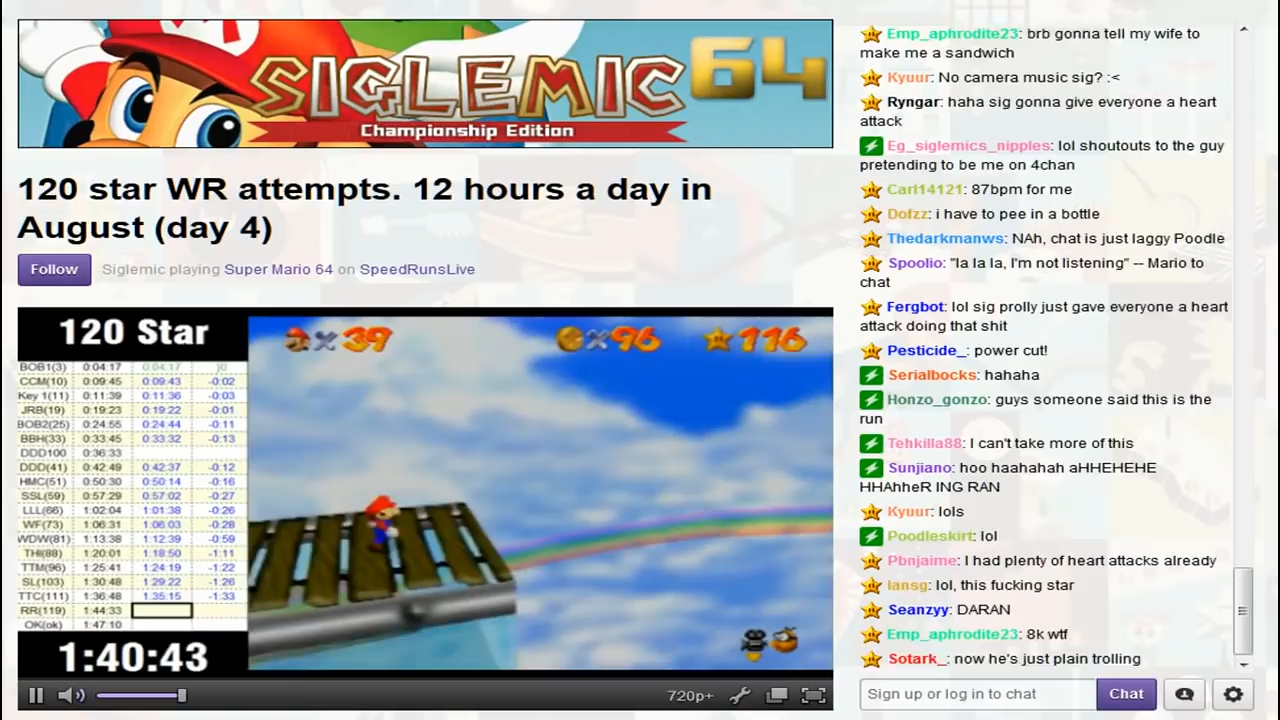 SIGLEMIC 64
Championship Edition
120 star WR attempts. 12 hours a day in
August (day 4)
Follow
Siglemic playing Super Mario 64 on SpeedRunsLive
120 Star
BOB1(3) 0:04:17 0:04:17
CCM(10) 0:09:45 0:09:43 -0:02
Key 1(11) 0:11:39 0:11:36 -0:03
JRB(19) 0:19:23 0:19:22 -0:01
BOB2(25) 0:24:55 0:24:44 -0:11
BBH(33) 0:33:45 0:33:32 -0:13
DDD100 0:36:33
DDD(41) 0:42:49 0:42:37 -0:12
HMC(51) 0:50:30 0:50:14 -0:16
SSL(59) 0:57:29 0:57:02 -0:27
LLL(66) 1:02:04 1:01:38 -0:26
WF(73) 1:06:31 1:06:03 -0:28
WDW(81) 1:13:38 1:12:39 -0:59
THI(88) 1:20:01 1:18:50 -1:11
TTM(96) 1:25:41 1:24:19 -1:22
SL(103) 1:30:48 1:29:22 -1:26
TTC(111) 1:36:48 1:35:15 -1:33
RR(119) 1:44:33
OK(ok) 1:47:10
1:40:43
×39
×96
116
720p+
Emp_aphrodite23: brb gonna tell my wife to
make me a sandwich
Kyuur: No camera music sig? :<
Ryngar: haha sig gonna give everyone a heart
attack
Eg_siglemics_nipples: lol shoutouts to the guy
pretending to be me on 4chan
Carl14121: 87bpm for me
Dofzz: i have to pee in a bottle
Thedarkmanws: NAh, chat is just laggy Poodle
Spoolio: "la la la, I'm not listening" -- Mario to
chat
Fergbot: lol sig prolly just gave everyone a heart
attack doing that shit
Pesticide_: power cut!
Serialbocks: hahaha
Honzo_gonzo: guys someone said this is the
run
Tehkilla88: I can't take more of this
Sunjiano: hoo haahahah aHHEHEHE
HHAhheR ING RAN
Kyuur: lols
Poodleskirt: lol
Pbnjaime: I had plenty of heart attacks already
Iansg: lol, this fucking star
Seanzyy: DARAN
Emp_aphrodite23: 8k wtf
Sotark_: now he's just plain trolling
Sign up or log in to chat
Chat